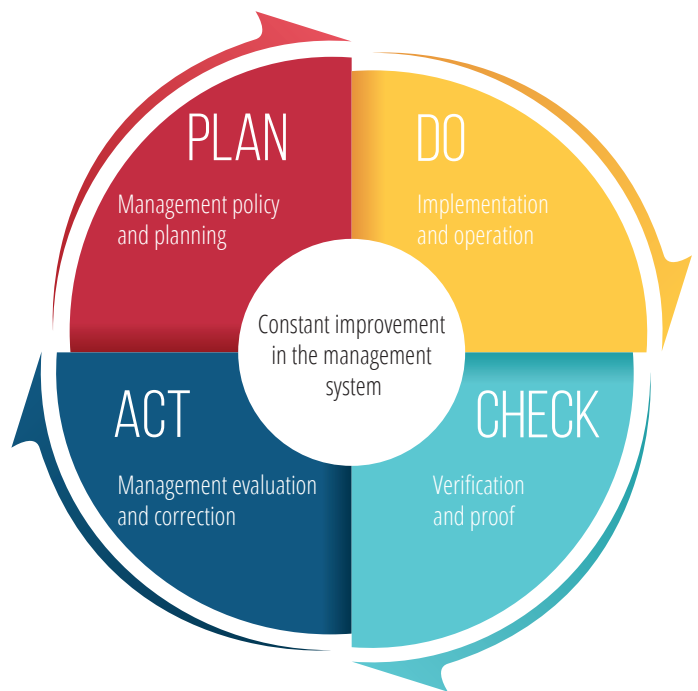 PLAN
Management policy
and planning
DO
Implementation
and operation
Constant improvement
in the management
system
ACT
Management evaluation
and correction
CHECK
Verification
and proof